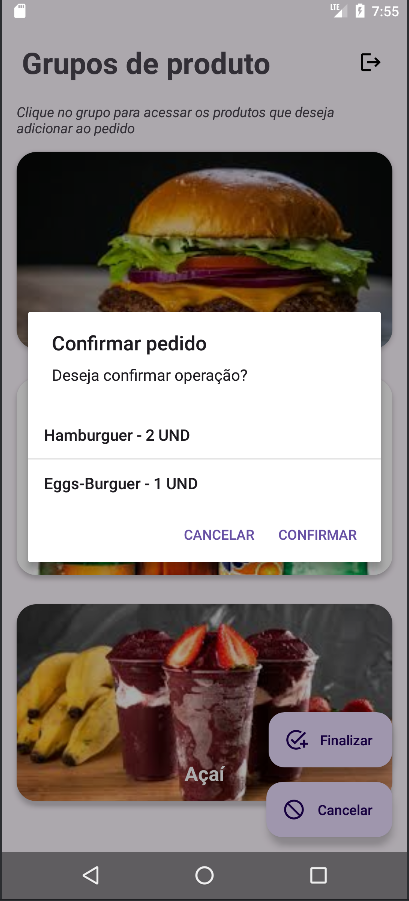 LTE 7:55
Grupos de produto
Clique no grupo para acessar os produtos que deseja
adicionar ao pedido
Confirmar pedido
Deseja confirmar operação?
Hamburguer - 2 UND
Eggs-Burguer - 1 UND
CANCELAR CONFIRMAR
Açaí
Finalizar
Cancelar